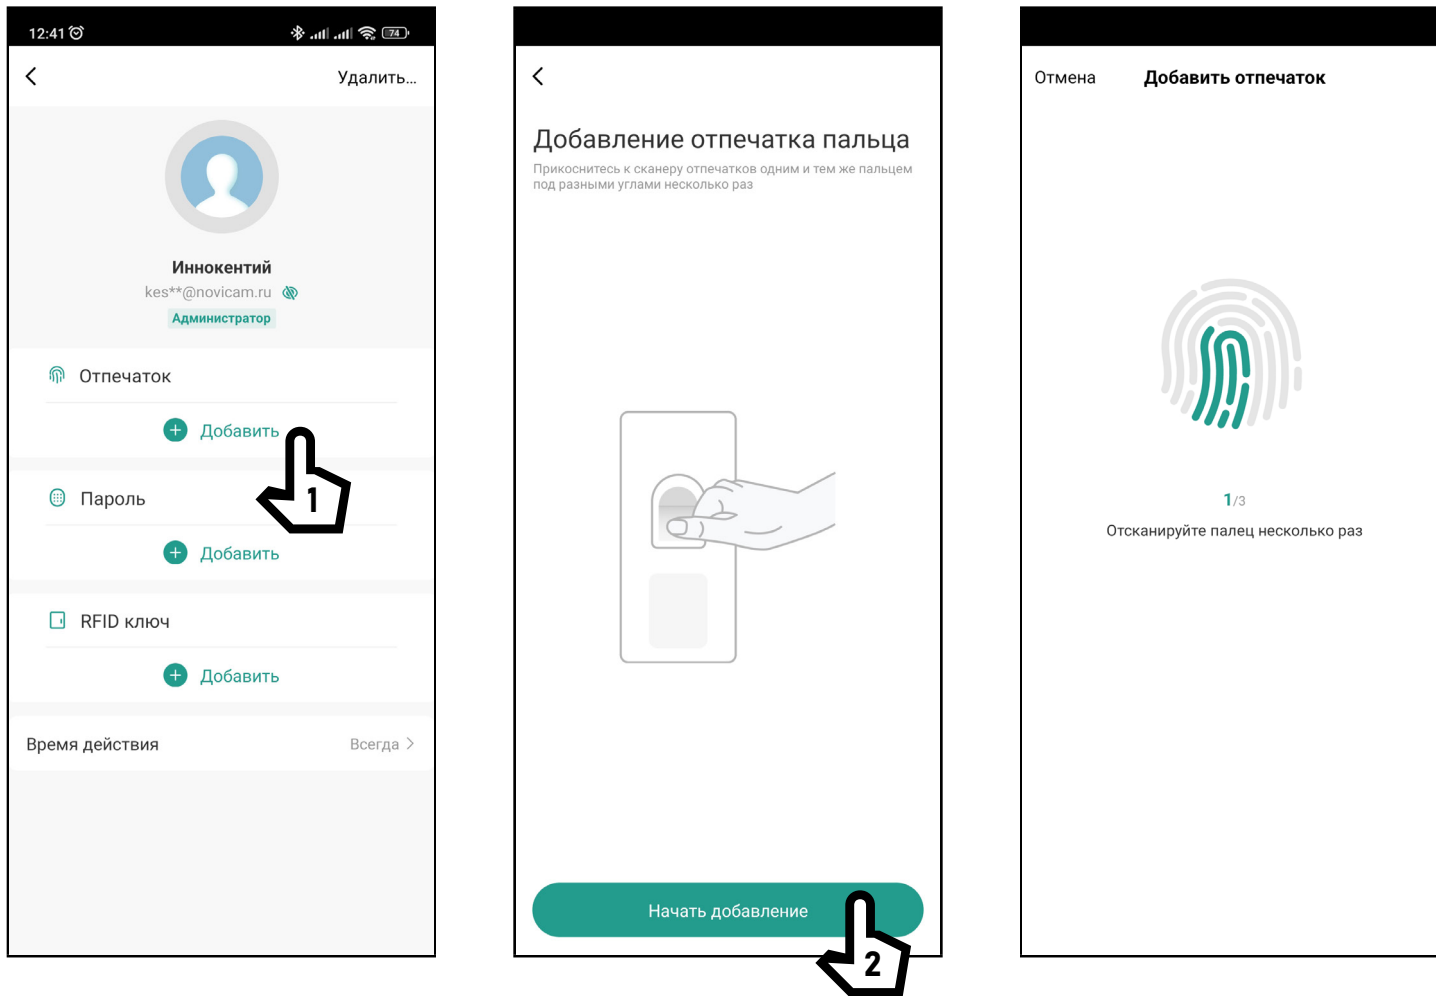 12:41
74
Удалить...
Иннокентий
kes**@novicam.ru
Администратор
Отпечаток
Добавить
1
Пароль
Добавить
RFID ключ
Добавить
Время действия
Всегда
Добавление отпечатка пальца
Прикоснитесь к сканеру отпечатков одним и тем же пальцем
под разными углами несколько раз
Начать добавление
2
Отмена
Добавить отпечаток
1/3
Отсканируйте палец несколько раз